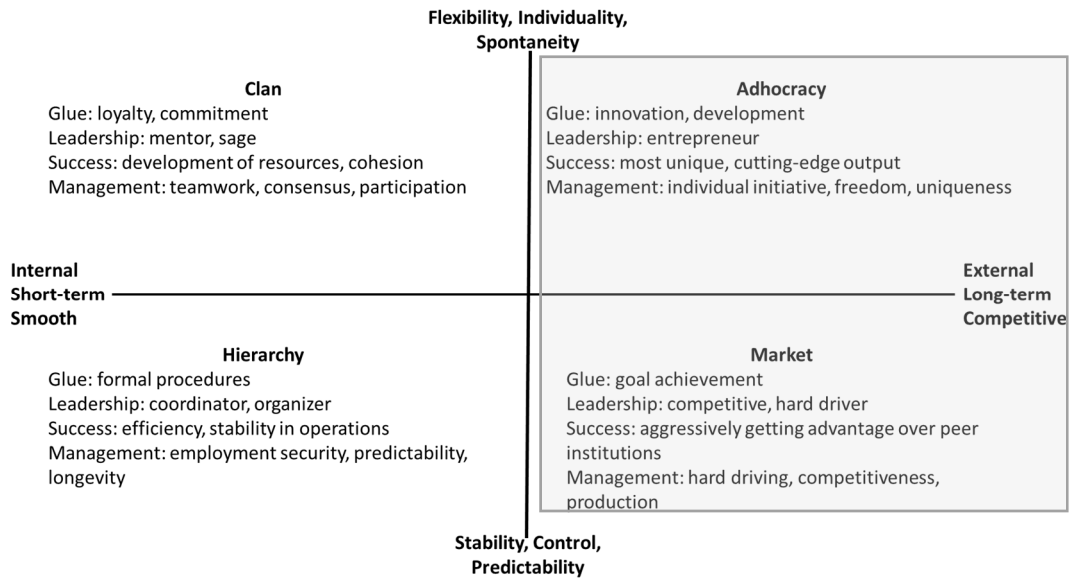 Flexibility, Individuality,
Spontaneity
Clan
Glue: loyalty, commitment
Leadership: mentor, sage
Success: development of resources, cohesion
Management: teamwork, consensus, participation
Adhocracy
Glue: innovation, development
Leadership: entrepreneur
Success: most unique, cutting-edge output
Management: individual initiative, freedom, uniqueness
Internal
Short-term
Smooth
External
Long-term
Competitive
Hierarchy
Glue: formal procedures
Leadership: coordinator, organizer
Success: efficiency, stability in operations
Management: employment security, predictability,
longevity
Market
Glue: goal achievement
Leadership: competitive, hard driver
Success: aggressively getting advantage over peer
institutions
Management: hard driving, competitiveness,
production
Stability, Control,
Predictability